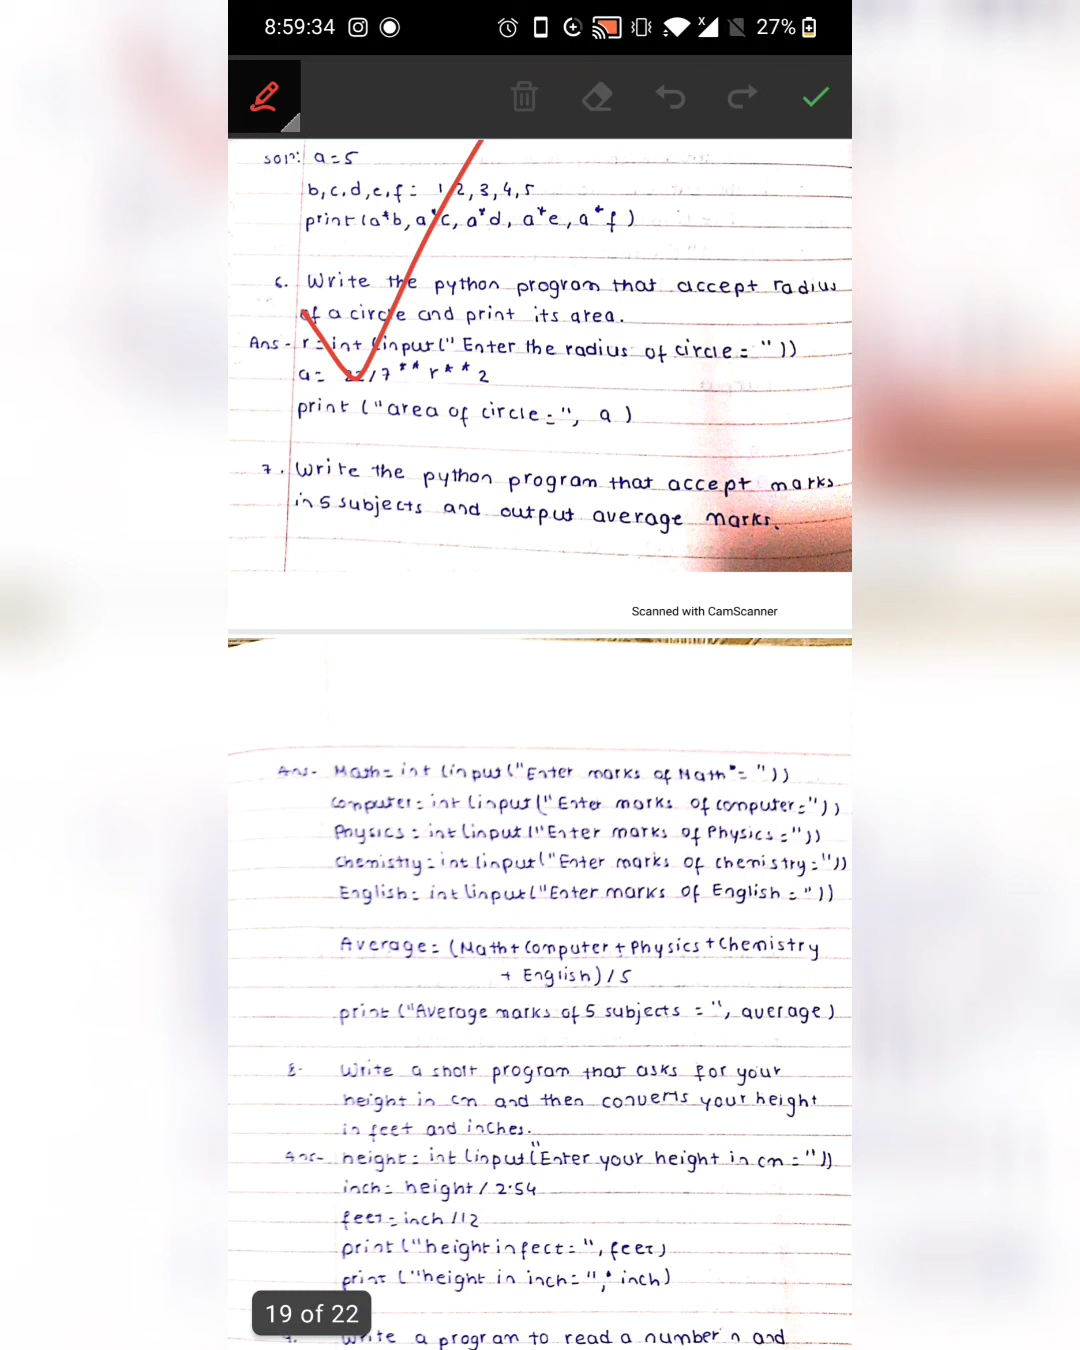 8:59:34
27%
Solⁿ: a=5
b,c,d,e,f = 1,2,3,4,5
print (a*b, a*c, a*d, a*e, a*f)
6. Write the python program that accept radius
of a circle and print its area.
Ans - r = int (input(" Enter the radius of circle = "))
a = 22/7 ** r**2
print ("area of circle = ", a )
7. Write the python program that accept marks
in 5 subjects and output average marks.
Scanned with CamScanner
Ans- Math = int (input("Enter marks of Math = "))
Computer = int (input("Enter marks of computer = "))
Physics = int (input("Enter marks of Physics = "))
Chemistry = int (input("Enter marks of chemistry = "))
English = int (input("Enter marks of English = "))
Average = (Math + Computer + Physics + Chemistry
+ English) / 5
print ("Average marks of 5 subjects = ", average)
8- Write a short program that asks for your
height in cm and then converts your height
in feet and inches.
Ans- height = int (input("Enter your height in cm = "))
inch = height / 2.54
feet = inch //12
print ("height in feet = ", feet)
print ("height in inch = ", inch)
19 of 22
Write a program to read a number n and